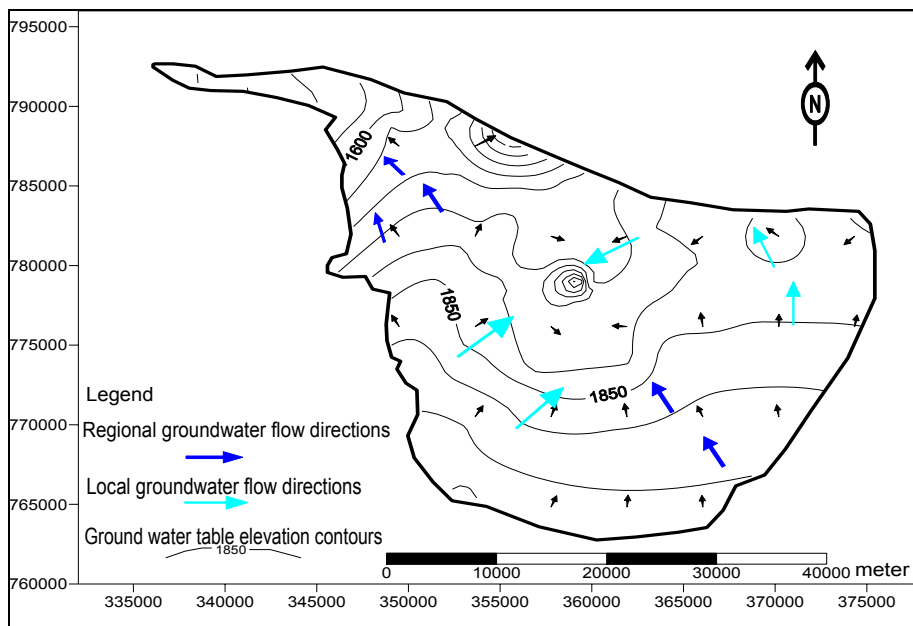 795000
790000
785000
780000
775000
770000
765000
760000
N
1600
1850
1850
Legend
Regional groundwater flow directions
Local groundwater flow directions
Ground water table elevation contours
1850
0 10000 20000 30000 40000 meter
335000 340000 345000 350000 355000 360000 365000 370000 375000